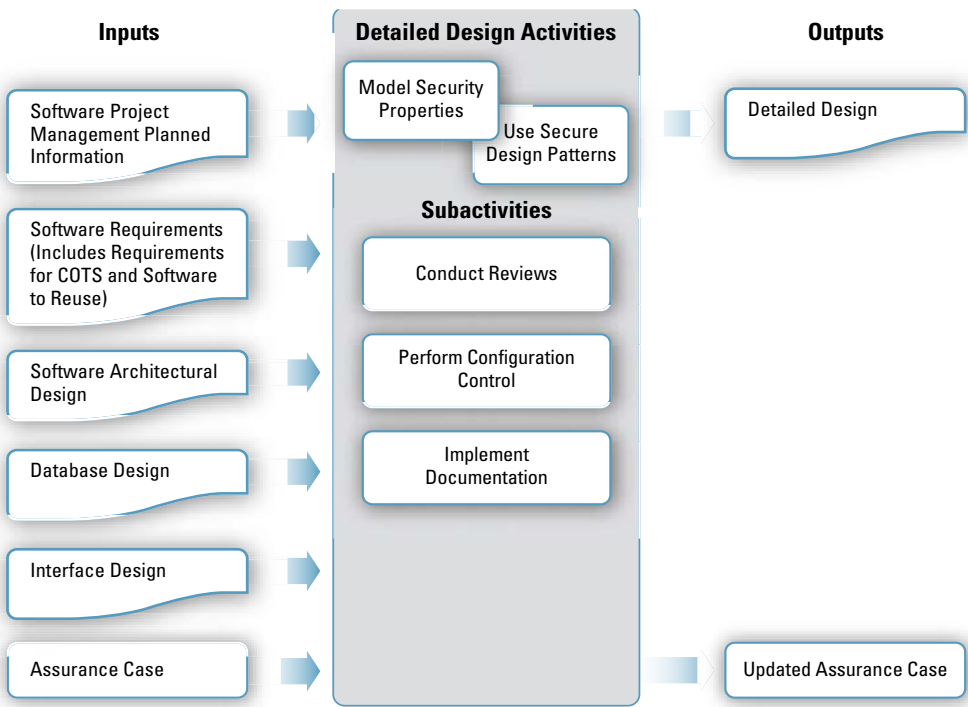 Inputs
Software Project
Management Planned
Information
Software Requirements
(Includes Requirements
for COTS and Software
to Reuse)
Software Architectural
Design
Database Design
Interface Design
Assurance Case
Detailed Design Activities
Model Security
Properties
Use Secure
Design Patterns
Subactivities
Conduct Reviews
Perform Configuration
Control
Implement
Documentation
Outputs
Detailed Design
Updated Assurance Case